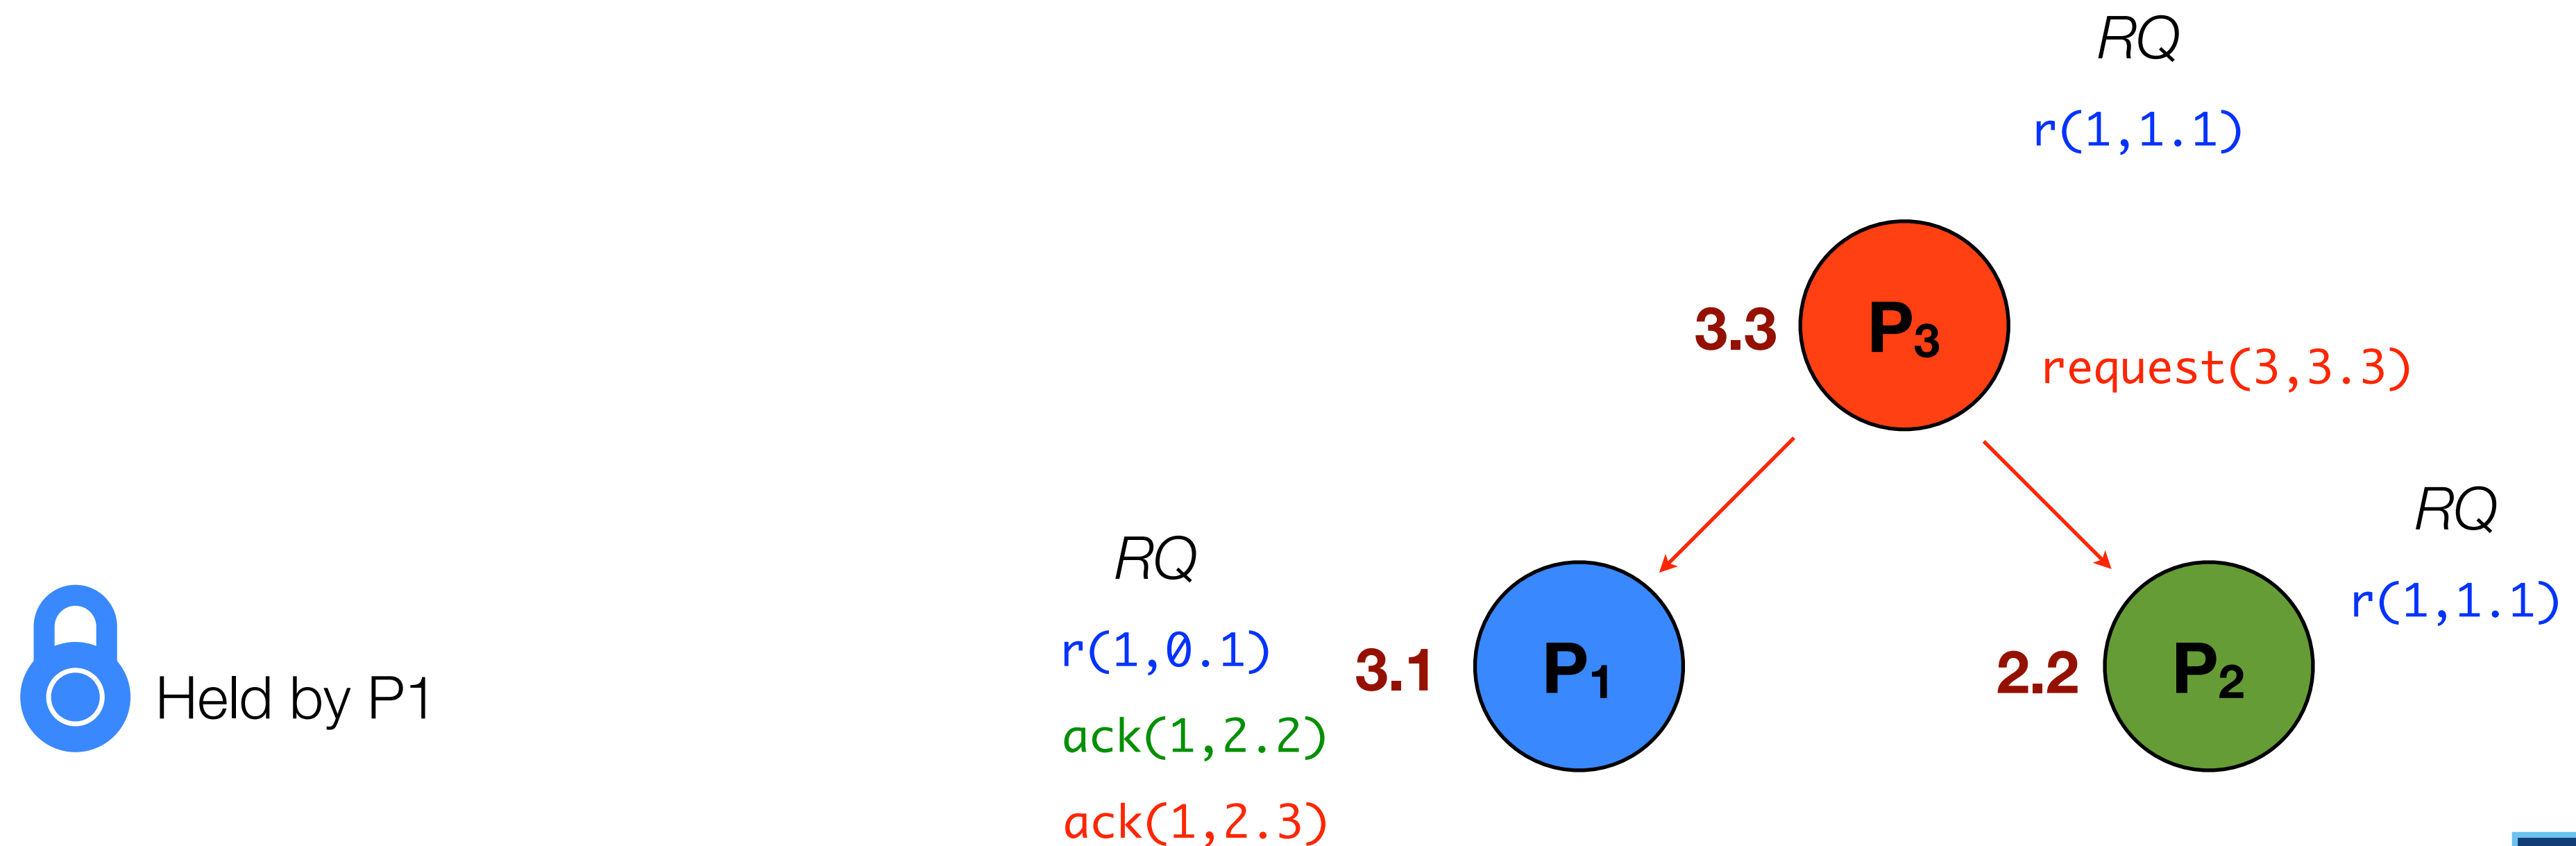 RQ
r(1,1.1)
3.3
P3
request(3,3.3)
RQ
r(1,1.1)
RQ
r(1,0.1)
ack(1,2.2)
ack(1,2.3)
3.1
P1
2.2
P2
Held by P1